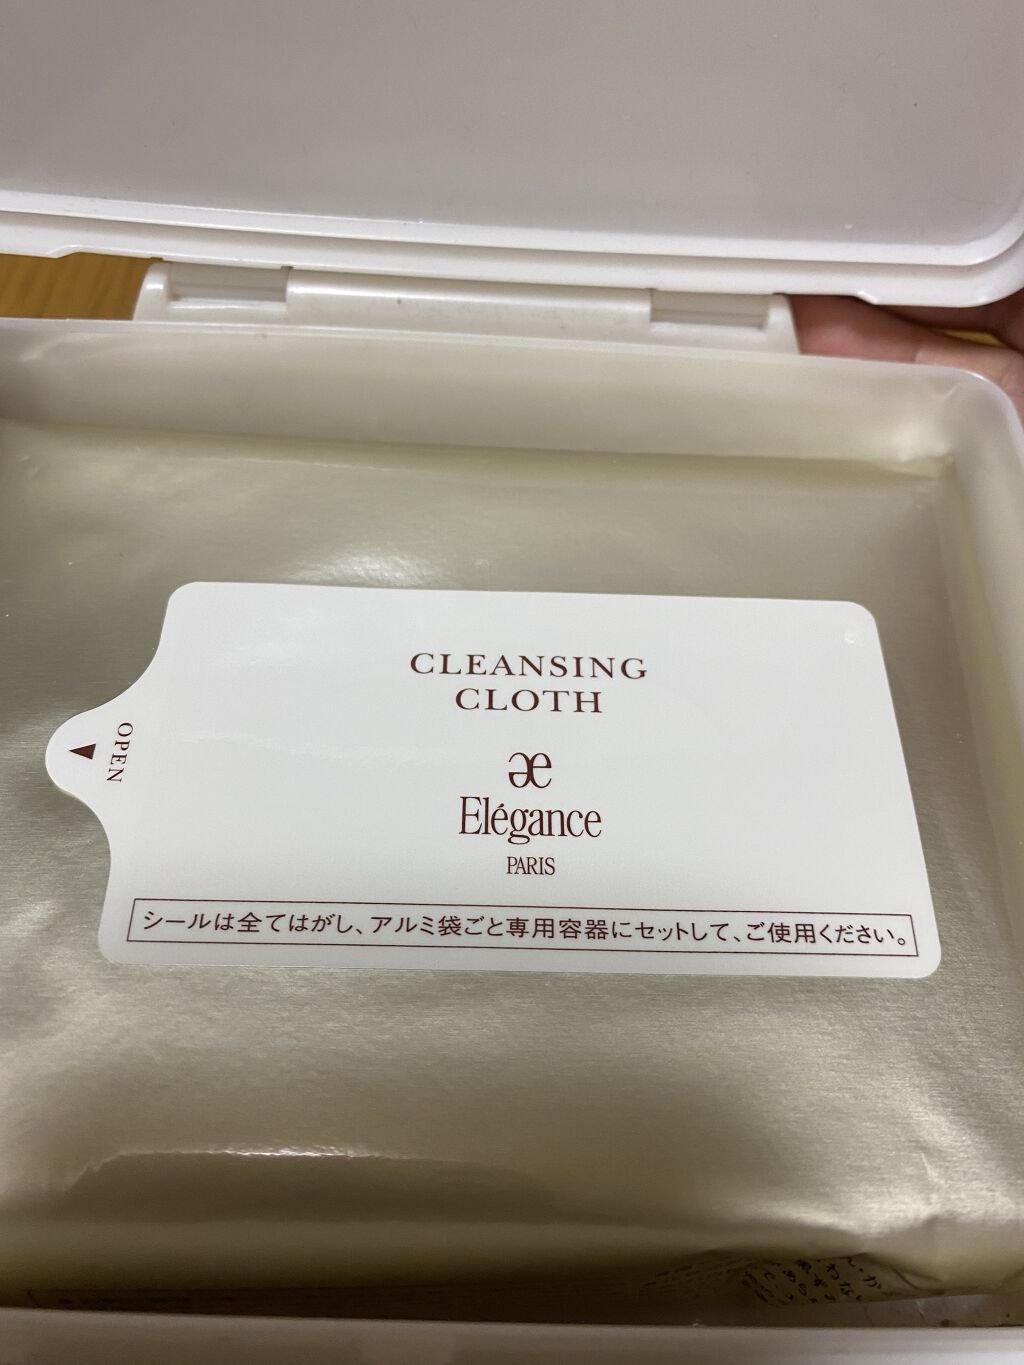 CLEANSING
CLOTH
OPEN
æ
Elégance
PARIS
シールは全てはがし、アルミ袋ごと専用容器にセットして、ご使用ください。